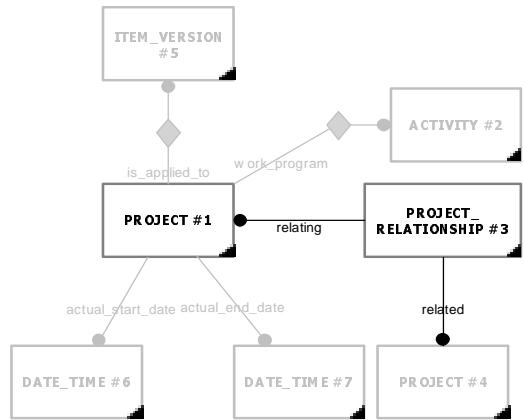 ITEM_VERSION
#5
ACTIVITY #2
work_program
is_applied_to
PROJECT #1
relating
PROJECT_
RELATIONSHIP #3
actual_start_date
actual_end_date
related
DATE_TIME #6
DATE_TIME #7
PROJECT #4